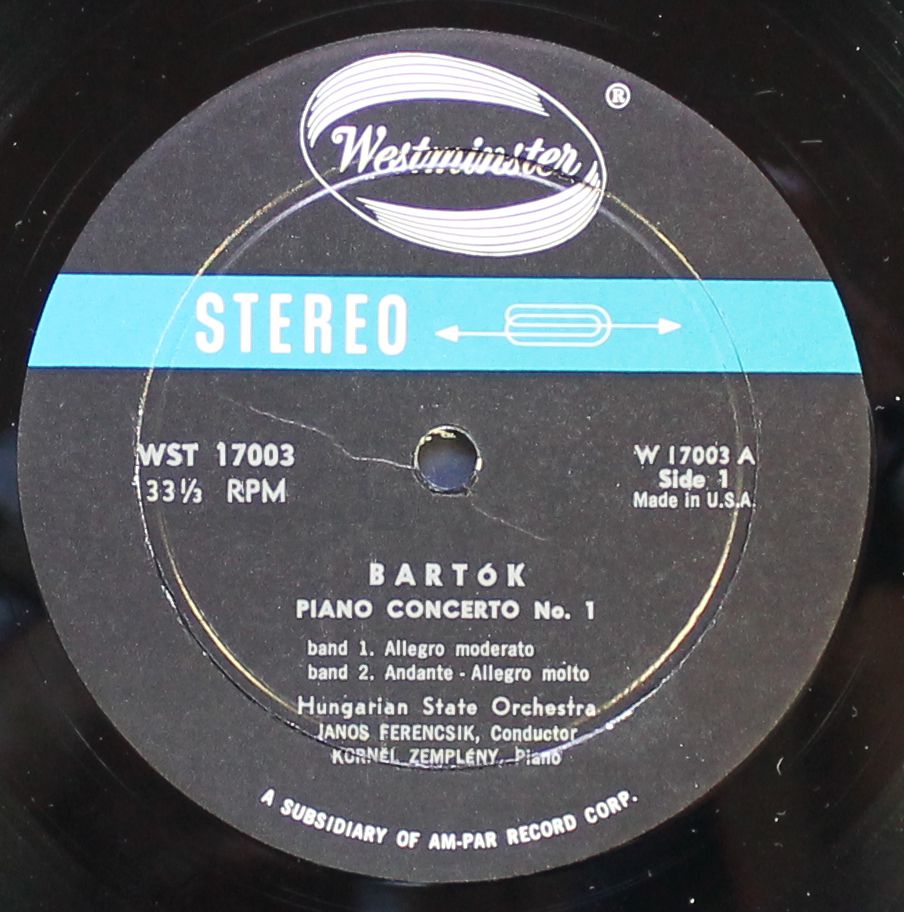 Westminster
®
STEREO
WST 17003
33⅓ RPM
W 17003 A
Side 1
Made in U.S.A.
BARTÓK
PIANO CONCERTO No. 1
band 1. Allegro moderato
band 2. Andante - Allegro molto
Hungarian State Orchestra
JANOS FERENCSIK, Conductor
KORNÉL ZEMPLÉNY, Piano
A SUBSIDIARY OF AM-PAR RECORD CORP.